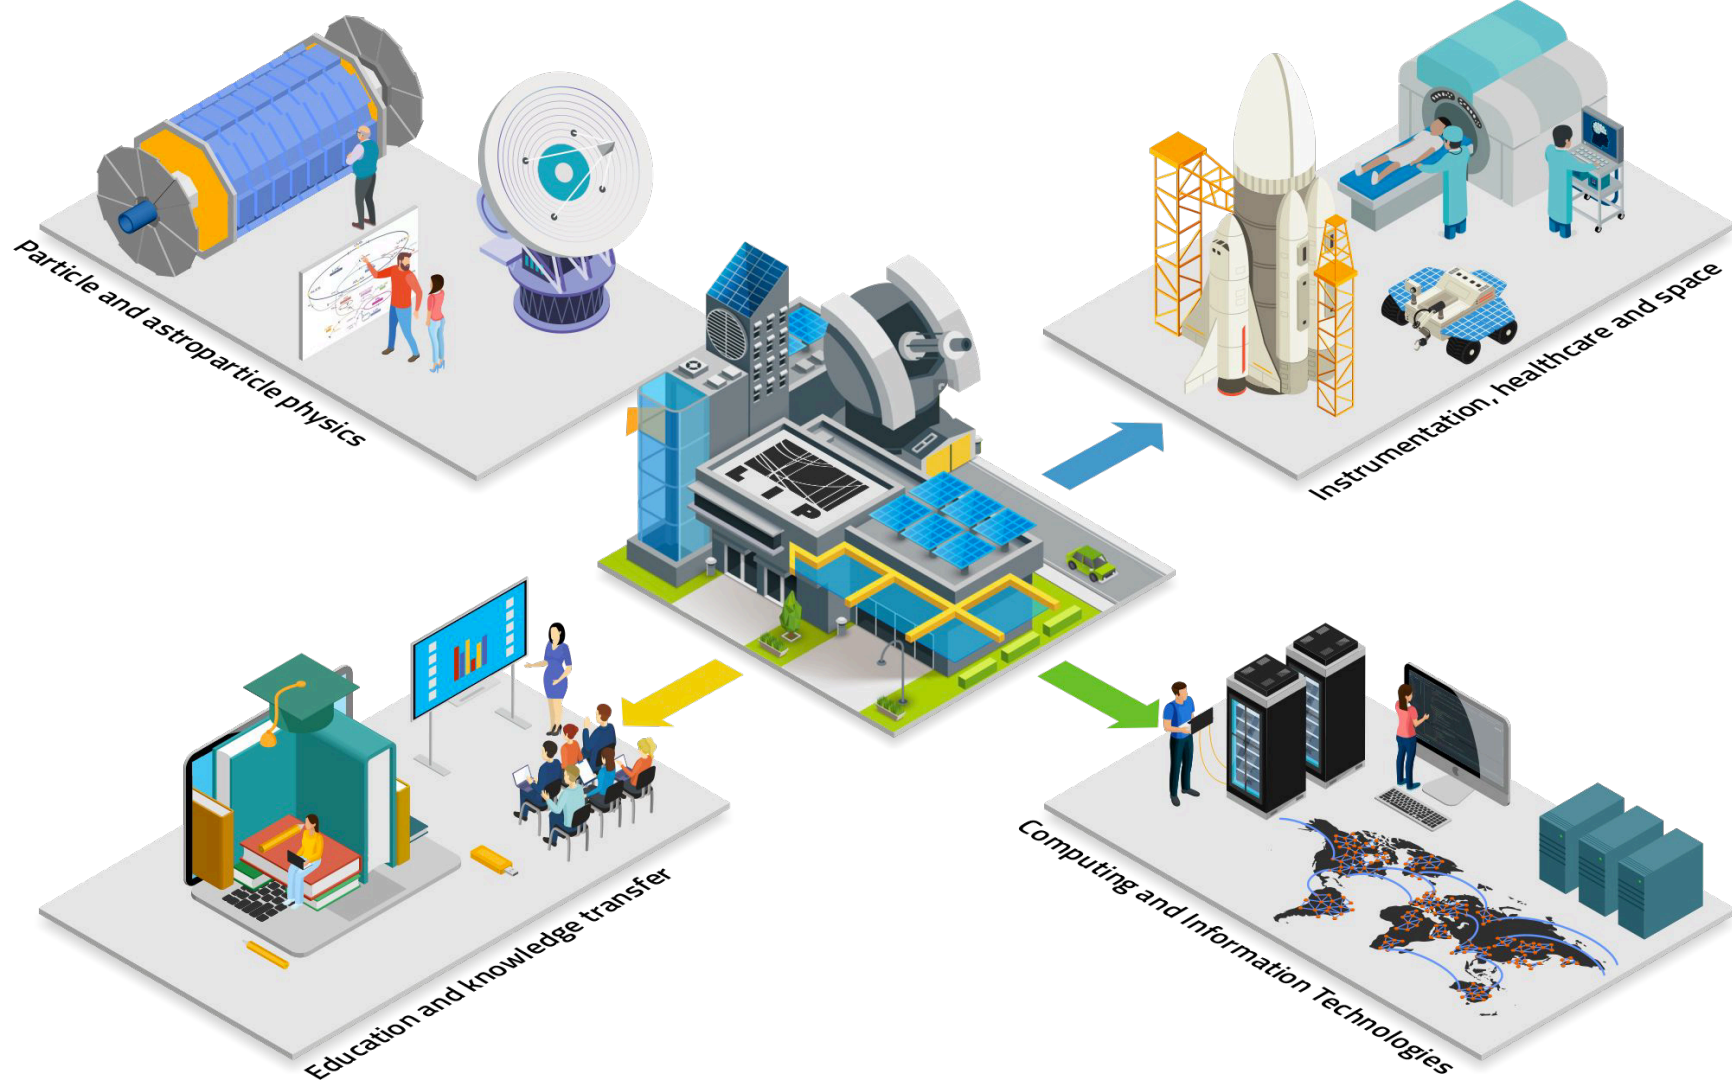 Particle and astroparticle physics
Instrumentation, healthcare and space
LIP
Education and knowledge transfer
Computing and Information Technologies